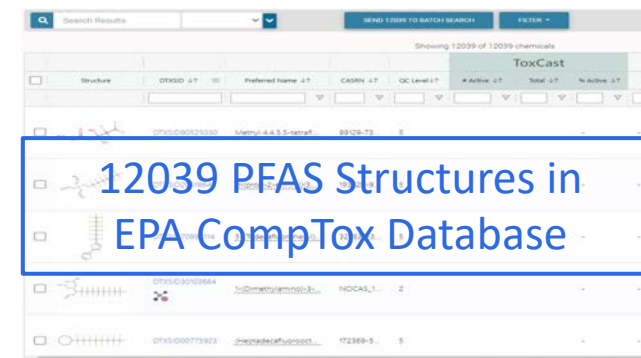 Search Results
SEND 12039 TO BATCH SEARCH
FILTER
Showing 12039 of 12039 chemicals
ToxCast
Structure DTXSID Preferred Name CASRN QC Level # Active Total % Active
DTXSID90525030 Methyl 4,4,5,5-tetrafl... 89129-73... 5
12039 PFAS Structures in
EPA CompTox Database
DTXSID30103664 1-(Dimethylamino)-3-... NOCAS_1... 2
DTXSID00775923 (Heptadecafluorooct... 172369-5... 5